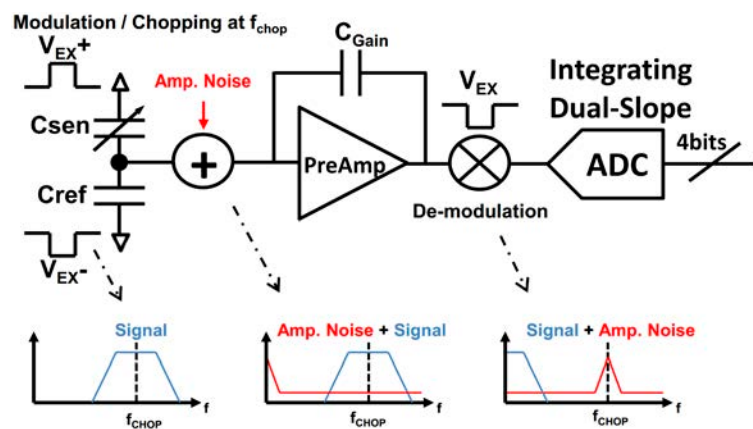 Modulation / Chopping at fchop
VEX+
CGain
Amp. Noise
VEX
Integrating
Dual-Slope
Csen
+
PreAmp
ADC
4bits
Cref
De-modulation
VEX-
Signal
Amp. Noise + Signal
Signal + Amp. Noise
fCHOP
f
fCHOP
f
fCHOP
f